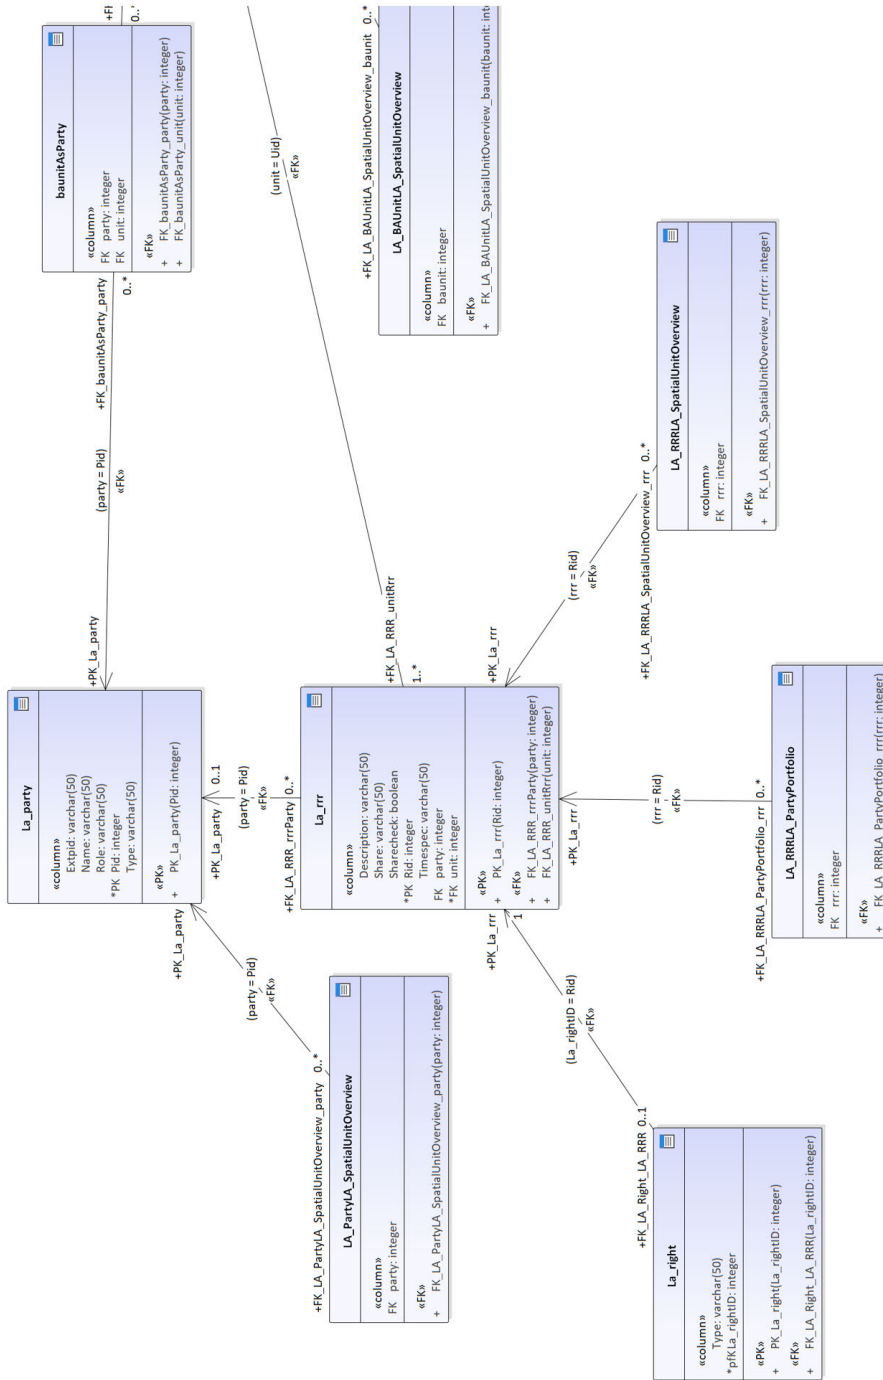 baunitAsParty
«column»
FK party: integer
FK unit: integer
«FK»
+ FK_baunitAsParty_party(party: integer)
+ FK_baunitAsParty_unit(unit: integer)
0..*
+FK_baunitAsParty_party
0..*
(party = Pid)
«FK»
+PK_La_party
(unit = Uid)
«FK»
+FK_LA_RRR_unitRrr
1..*
+FK_LA_BAUnitLA_SpatialUnitOverview_baunit 0..*
LA_BAUnitLA_SpatialUnitOverview
«column»
FK baunit: integer
«FK»
+ FK_LA_BAUnitLA_SpatialUnitOverview_baunit(baunit:
La_party
«column»
Extpid: varchar(50)
Name: varchar(50)
Role: varchar(50)
*PK Pid: integer
Type: varchar(50)
«PK»
+ PK_La_party(Pid: integer)
+PK_La_party 0..1
(party = Pid)
«FK»
+FK_LA_RRR_rrrParty 0..*
La_rrr
«column»
Description: varchar(50)
Share: varchar(50)
Sharecheck: boolean
*PK Rid: integer
Timespec: varchar(50)
FK party: integer
*FK unit: integer
«PK»
+ PK_La_rrr(Rid: integer)
«FK»
+ FK_LA_RRR_rrrParty(party: integer)
+ FK_LA_RRR_unitRrr(unit: integer)
+PK_La_rrr
(rrr = Rid)
«FK»
+FK_LA_RRRLA_SpatialUnitOverview_rrr 0..*
LA_RRRLA_SpatialUnitOverview
«column»
FK rrr: integer
«FK»
+ FK_LA_RRRLA_SpatialUnitOverview_rrr(rrr: integer)
+PK_La_rrr
(rrr = Rid)
«FK»
+FK_LA_RRRLA_PartyPortfolio_rrr 0..*
LA_RRRLA_PartyPortfolio
«column»
FK rrr: integer
«FK»
+ FK_LA_RRRLA_PartyPortfolio_rrr(rrr: integer)
+PK_La_party
(party = Pid)
«FK»
+FK_LA_PartyLA_SpatialUnitOverview_party 0..*
LA_PartyLA_SpatialUnitOverview
«column»
FK party: integer
«FK»
+ FK_LA_PartyLA_SpatialUnitOverview_party(party: integer)
+PK_La_rrr
1
(La_rightID = Rid)
«FK»
+FK_LA_Right_LA_RRR 0..1
La_right
«column»
Type: varchar(50)
*pfK La_rightID: integer
«PK»
+ PK_La_right(La_rightID: integer)
«FK»
+ FK_LA_Right_LA_RRR(La_rightID: integer)